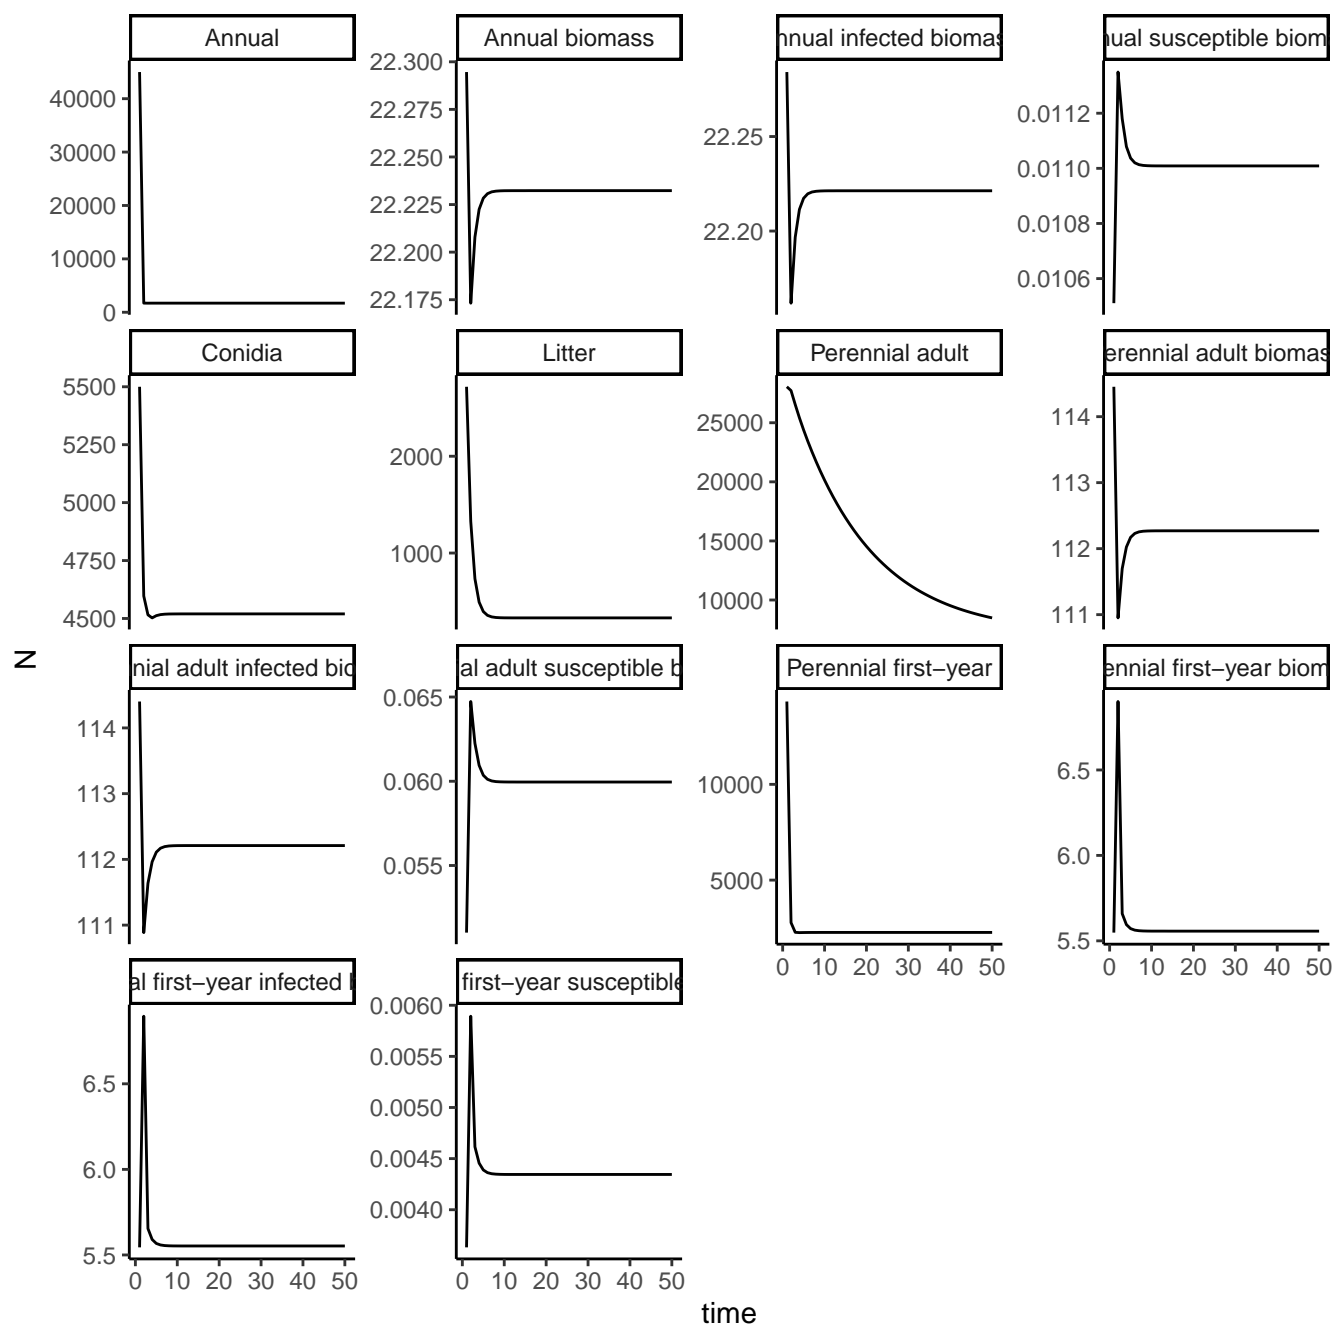 Annual
Annual biomass
nnual infected biomas
nual susceptible biom
40000
30000
20000
10000
0
22.300
22.275
22.250
22.225
22.200
22.175
22.25
22.20
0.0112
0.0110
0.0108
0.0106
Conidia
Litter
Perennial adult
erennial adult biomas
5500
5250
5000
4750
4500
2000
1000
25000
20000
15000
10000
114
113
112
111
N
nial adult infected bio
al adult susceptible b
Perennial first−year
ennial first−year biom
114
113
112
111
0.065
0.060
0.055
10000
5000
0 10 20 30 40 50
6.5
6.0
5.5
0 10 20 30 40 50
al first−year infected b
first−year susceptible
6.5
6.0
5.5
0 10 20 30 40 50
0.0060
0.0055
0.0050
0.0045
0.0040
0 10 20 30 40 50
time